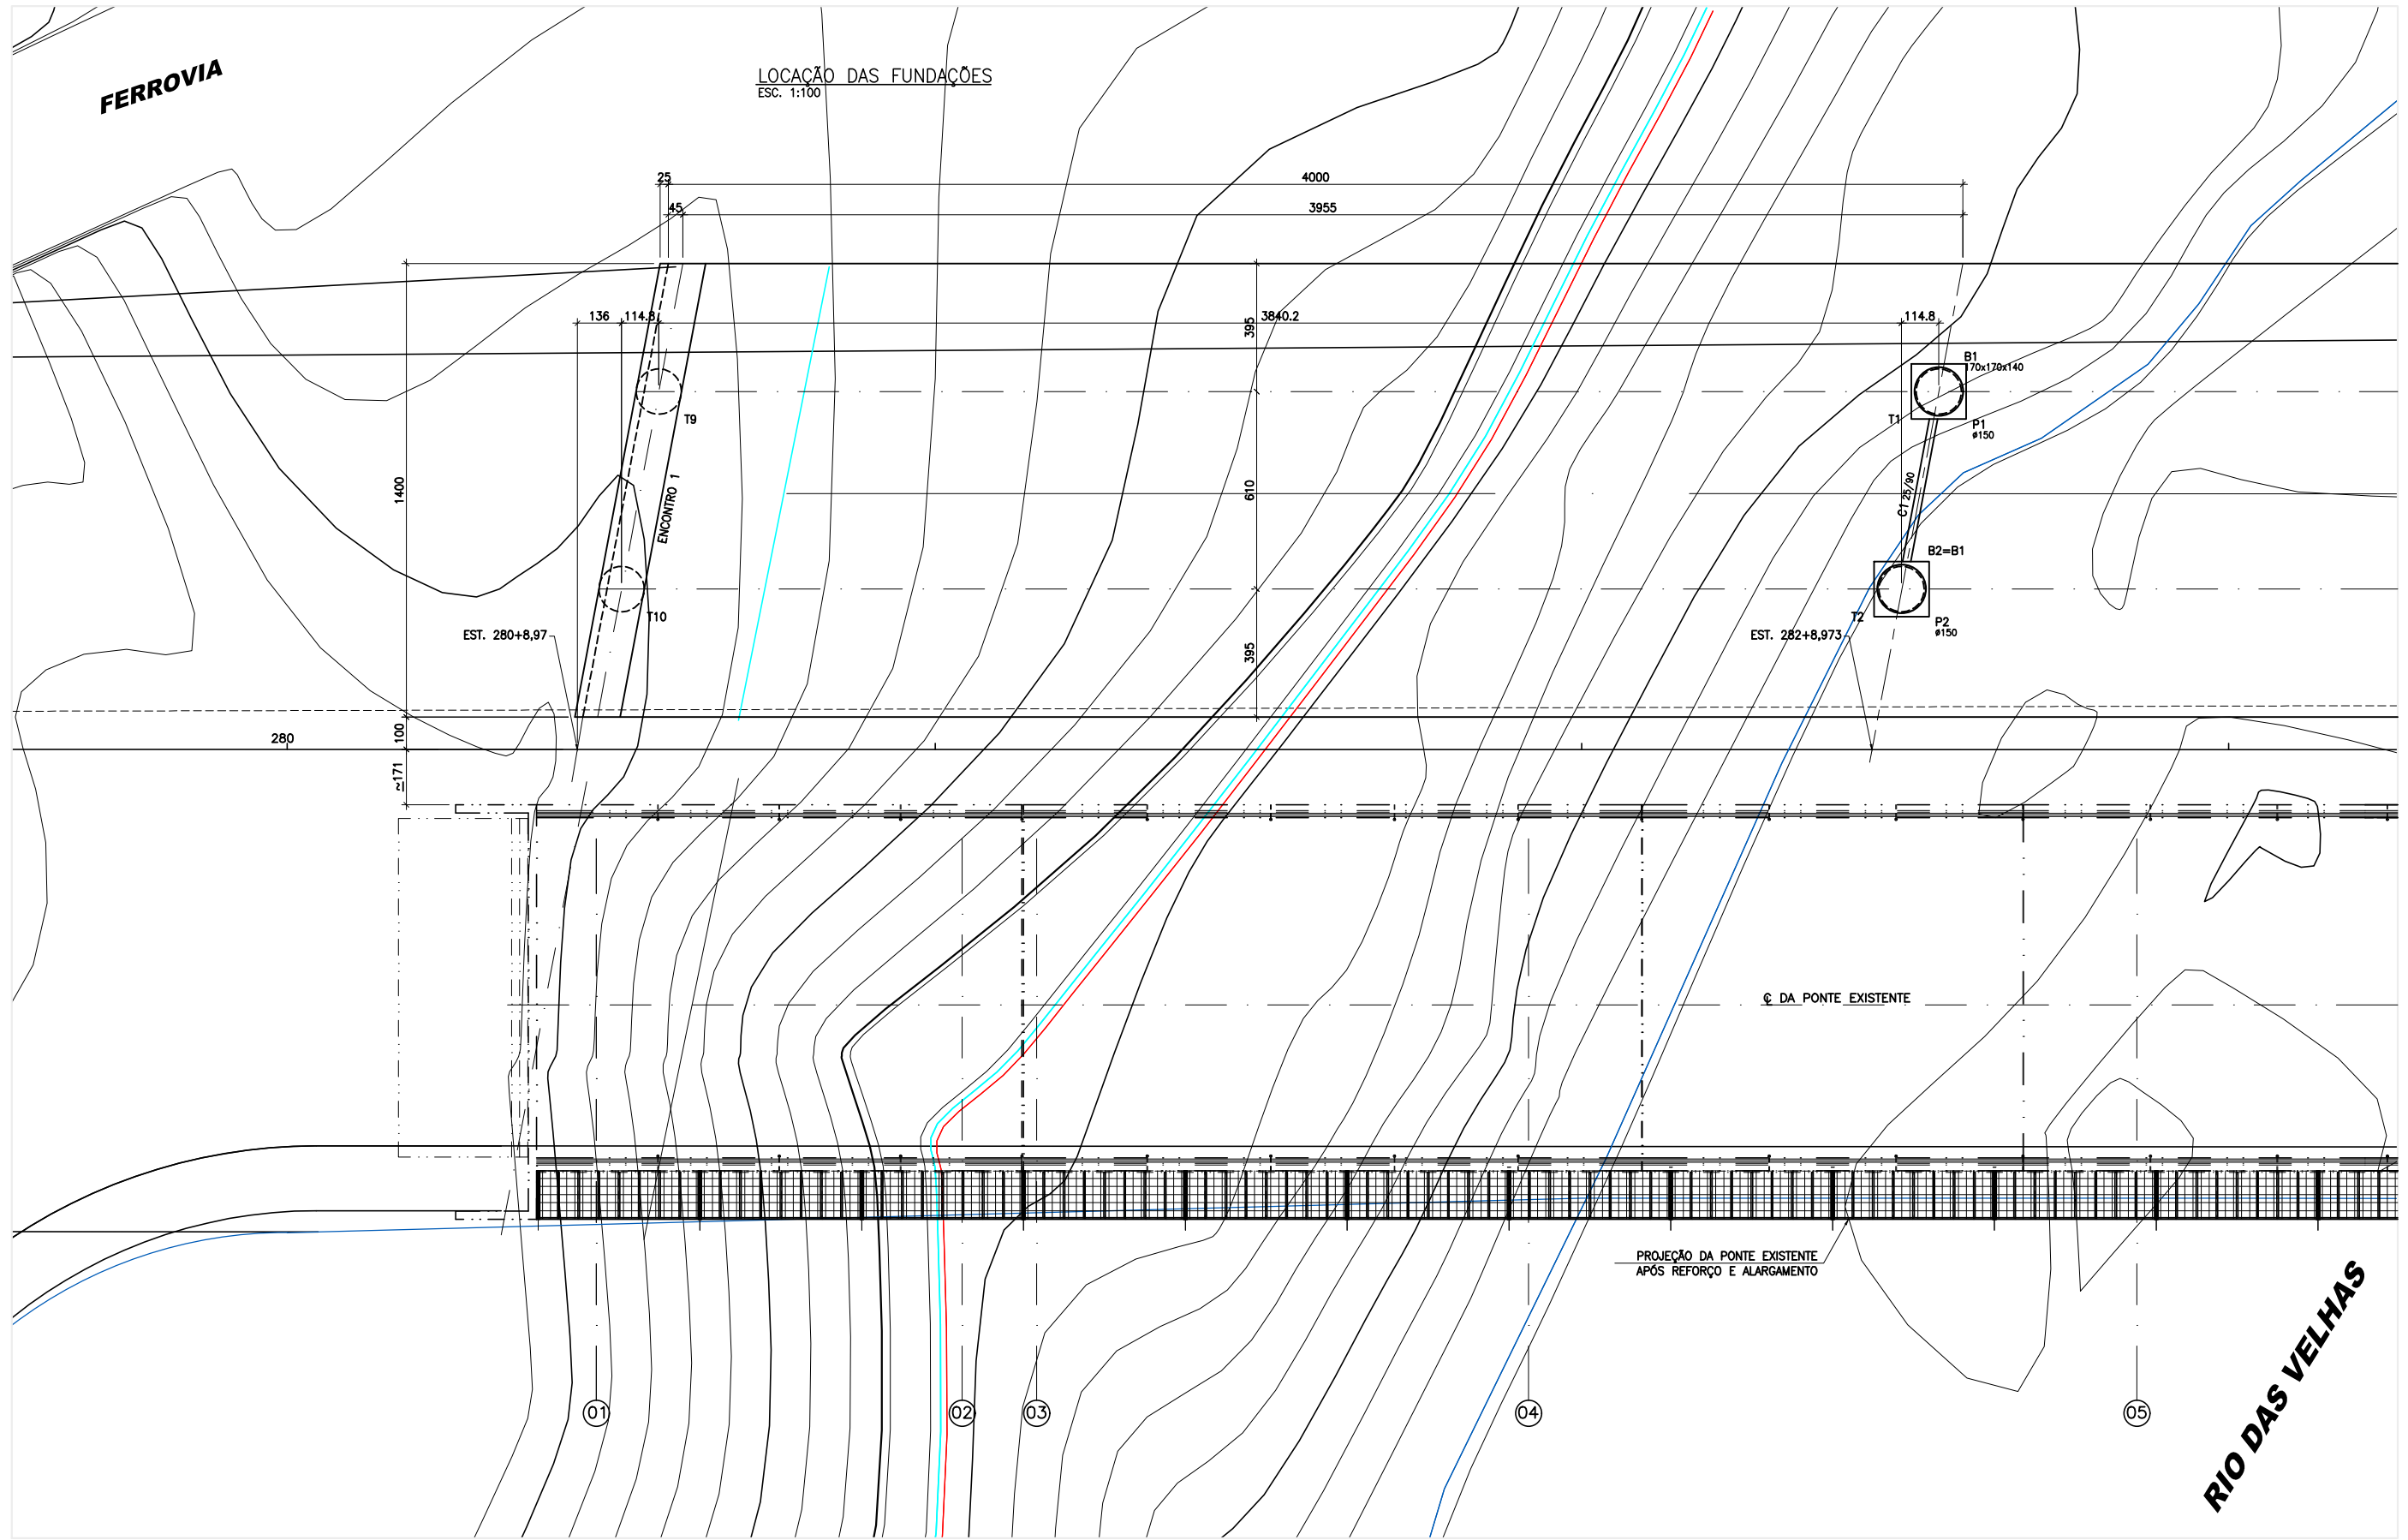 FERROVIA
LOCAÇÃO DAS FUNDAÇÕES
ESC. 1:100
25
4000
45
3955
136
114.8
3840.2
114.8
395
B1
170x170x140
T9
T1
P1
ø150
1400
610
ENCONTRO 1
C1 25/90
B2=B1
T10
T2
P2
ø150
EST. 280+8,97
EST. 282+8,973
395
280
100
≃171
℄ DA PONTE EXISTENTE
PROJEÇÃO DA PONTE EXISTENTE
APÓS REFORÇO E ALARGAMENTO
01
02
03
04
05
RIO DAS VELHAS